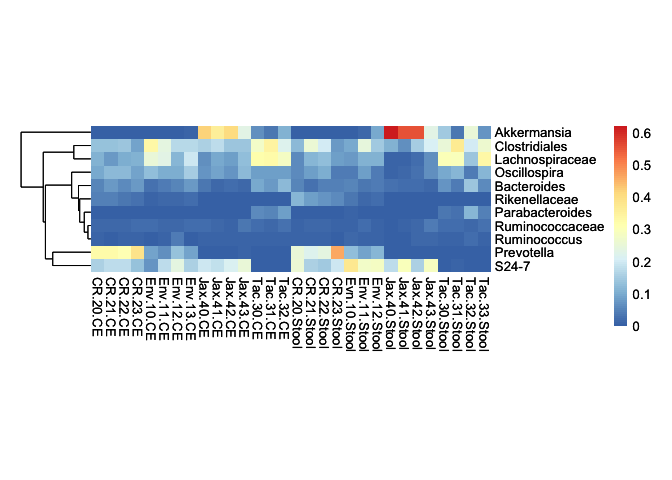 Akkermansia
Clostridiales
Lachnospiraceae
Oscillospira
Bacteroides
Rikenellaceae
Parabacteroides
Ruminococcaceae
Ruminococcus
Prevotella
S24-7
0.6
0.5
0.4
0.3
0.2
0.1
0
CR.20.CE
CR.21.CE
CR.22.CE
CR.23.CE
Env.10.CE
Env.11.CE
Env.12.CE
Env.13.CE
Jax.40.CE
Jax.41.CE
Jax.42.CE
Jax.43.CE
Tac.30.CE
Tac.31.CE
Tac.32.CE
CR.20.Stool
CR.21.Stool
CR.22.Stool
CR.23.Stool
Evn.10.Stool
Env.11.Stool
Env.12.Stool
Jax.40.Stool
Jax.41.Stool
Jax.42.Stool
Jax.43.Stool
Tac.30.Stool
Tac.31.Stool
Tac.32.Stool
Tac.33.Stool